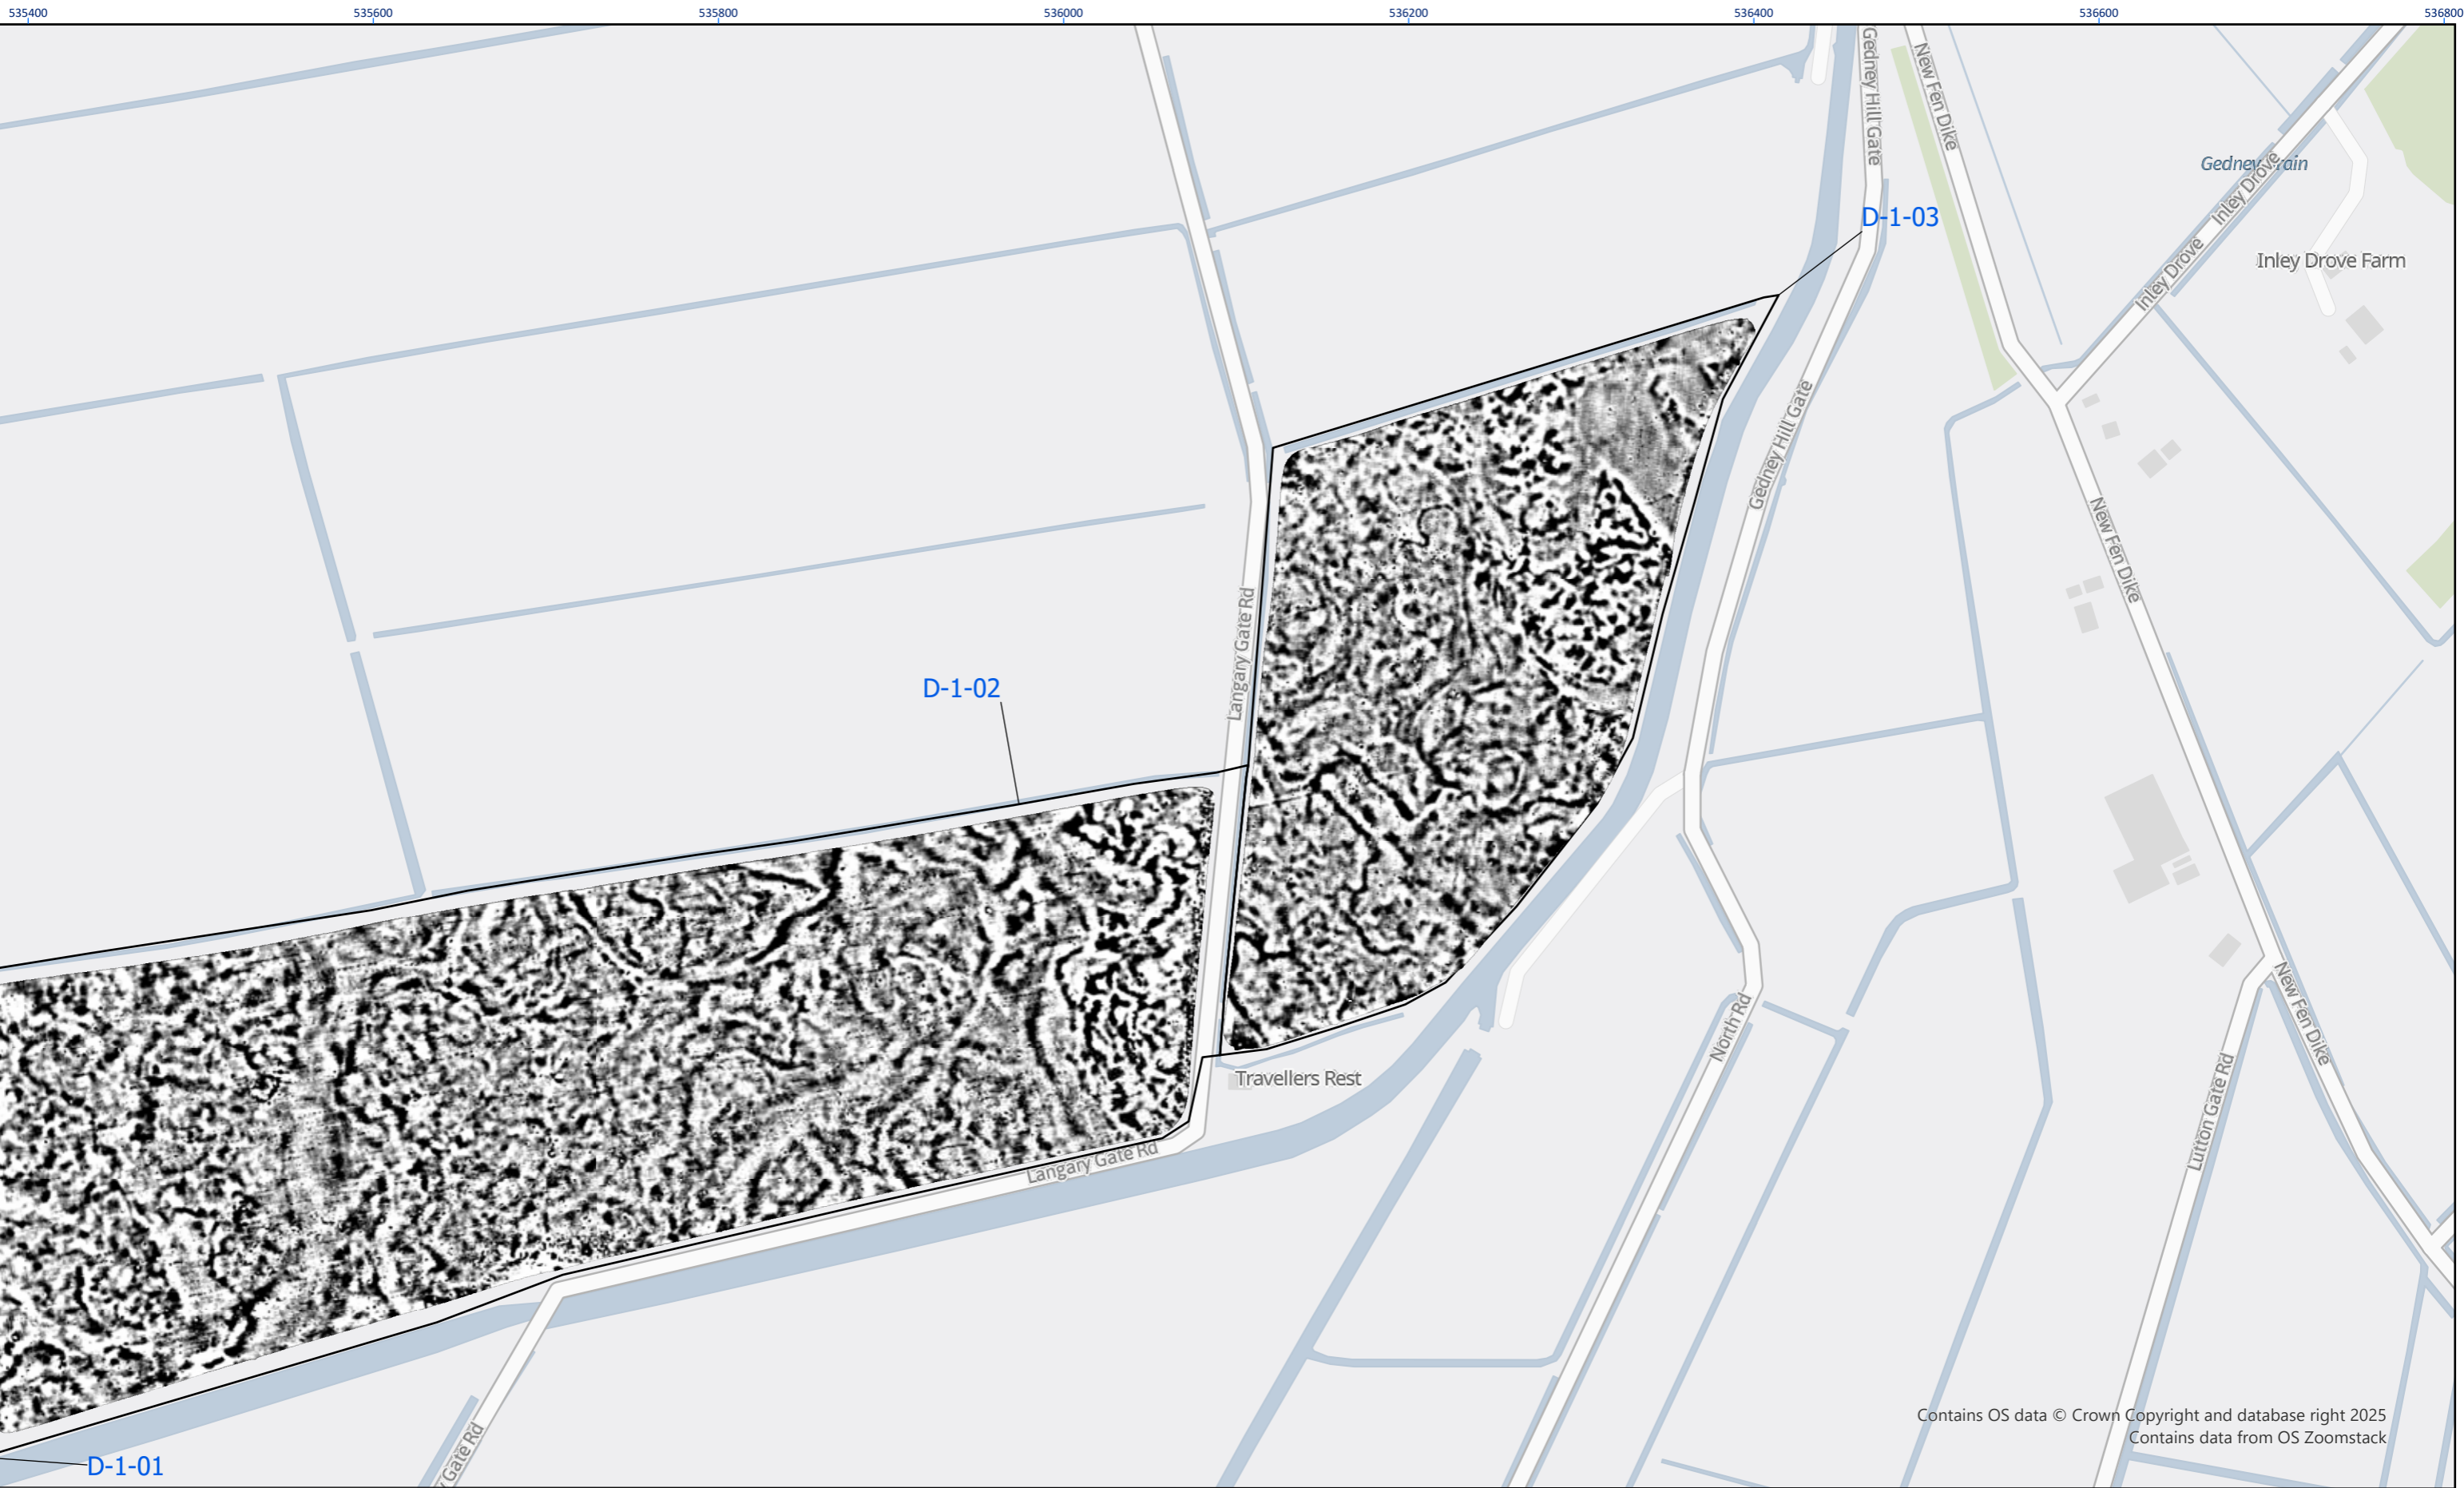 535400
535600
535800
536000
536200
536400
536600
536800
Gedney Hill Gate
New Fen Dike
Inley Drove
Inley Drove
D-1-03
Inley Drove Farm
Gedney Hill Gate
New Fen Dike
Langary Gate Rd
D-1-02
New Fen Dike
North Rd
Travellers Rest
Lutton Gate Rd
Langary Gate Rd
Gate Rd
D-1-01
Contains OS data © Crown Copyright and database right 2025
Contains data from OS Zoomstack